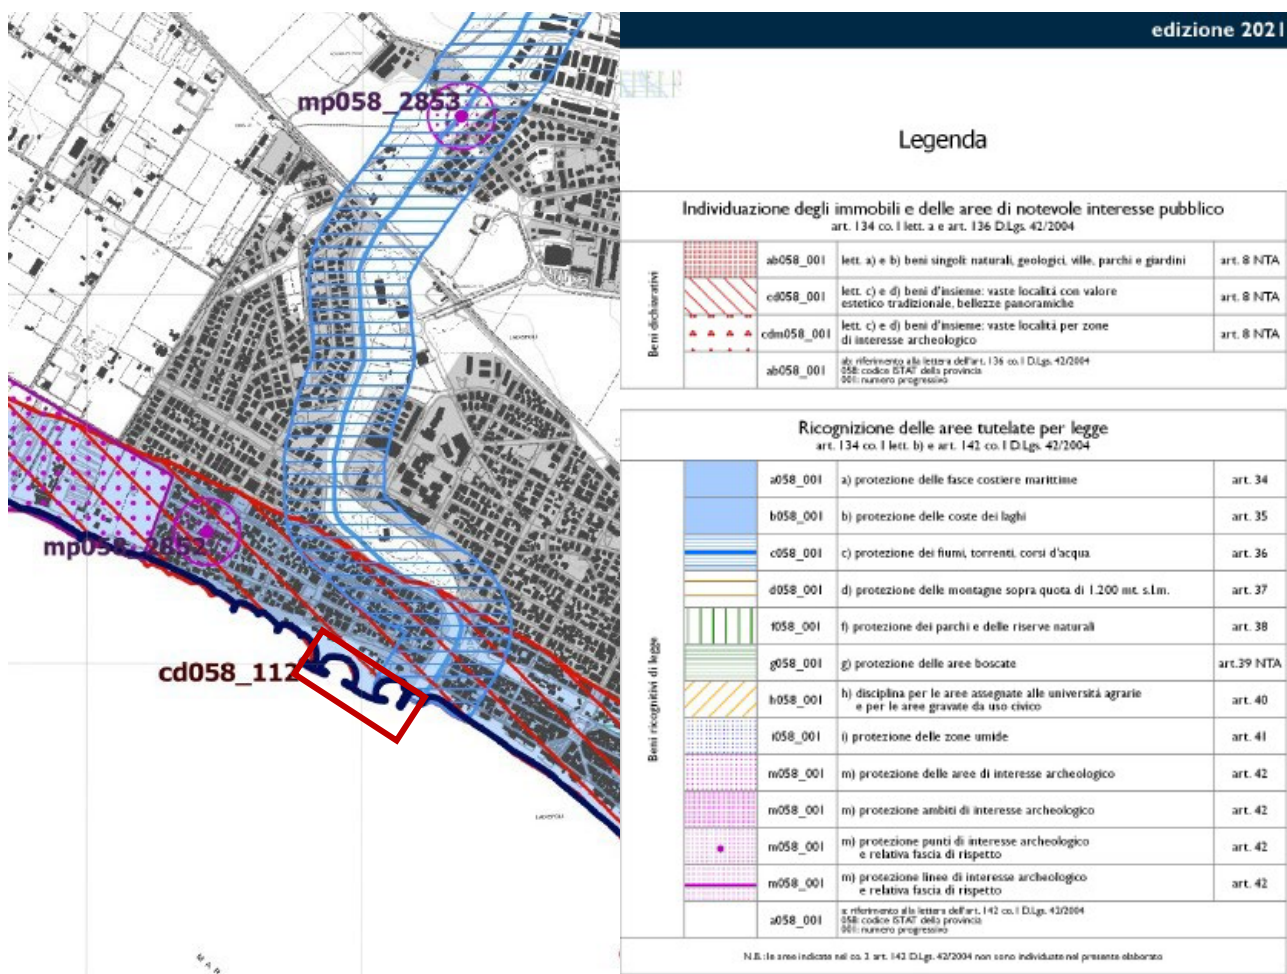 mp058_2853
LADISPOLI
mp058_2852
cd058_112
LADISPOLI
M A R
edizione 2021
Legenda
Individuazione degli immobili e delle aree di notevole interesse pubblico
art. 134 co. 1 lett. a e art. 136 D.Lgs. 42/2004
Beni dichiarativi
ab058_001 lett. a) e b) beni singoli: naturali, geologici, ville, parchi e giardini art. 8 NTA
cd058_001 lett. c) e d) beni d'insieme: vaste località con valore
estetico tradizionale, bellezze panoramiche art. 8 NTA
cdm058_001 lett. c) e d) beni d'insieme: vaste località per zone
di interesse archeologico art. 8 NTA
ab058_001 ab: riferimento alla lettera dell'art. 136 co. 1 D.Lgs. 42/2004
058: codice ISTAT della provincia
001: numero progressivo
Ricognizione delle aree tutelate per legge
art. 134 co. 1 lett. b) e art. 142 co. 1 D.Lgs. 42/2004
Beni ricognitivi di legge
a058_001 a) protezione delle fasce costiere marittime art. 34
b058_001 b) protezione delle coste dei laghi art. 35
c058_001 c) protezione dei fiumi, torrenti, corsi d'acqua art. 36
d058_001 d) protezione delle montagne sopra quota di 1.200 mt. s.l.m. art. 37
f058_001 f) protezione dei parchi e delle riserve naturali art. 38
g058_001 g) protezione delle aree boscate art.39 NTA
h058_001 h) disciplina per le aree assegnate alle università agrarie
e per le aree gravate da uso civico art. 40
i058_001 i) protezione delle zone umide art. 41
m058_001 m) protezione delle aree di interesse archeologico art. 42
m058_001 m) protezione ambiti di interesse archeologico art. 42
m058_001 m) protezione punti di interesse archeologico
e relativa fascia di rispetto art. 42
m058_001 m) protezione linee di interesse archeologico
e relativa fascia di rispetto art. 42
a058_001 a: riferimento alla lettera dell'art. 142 co. 1 D.Lgs. 42/2004
058: codice ISTAT della provincia
001: numero progressivo
N.B.: le aree indicate nel co. 2 art. 142 D.Lgs. 42/2004 non sono individuate nel presente elaborato